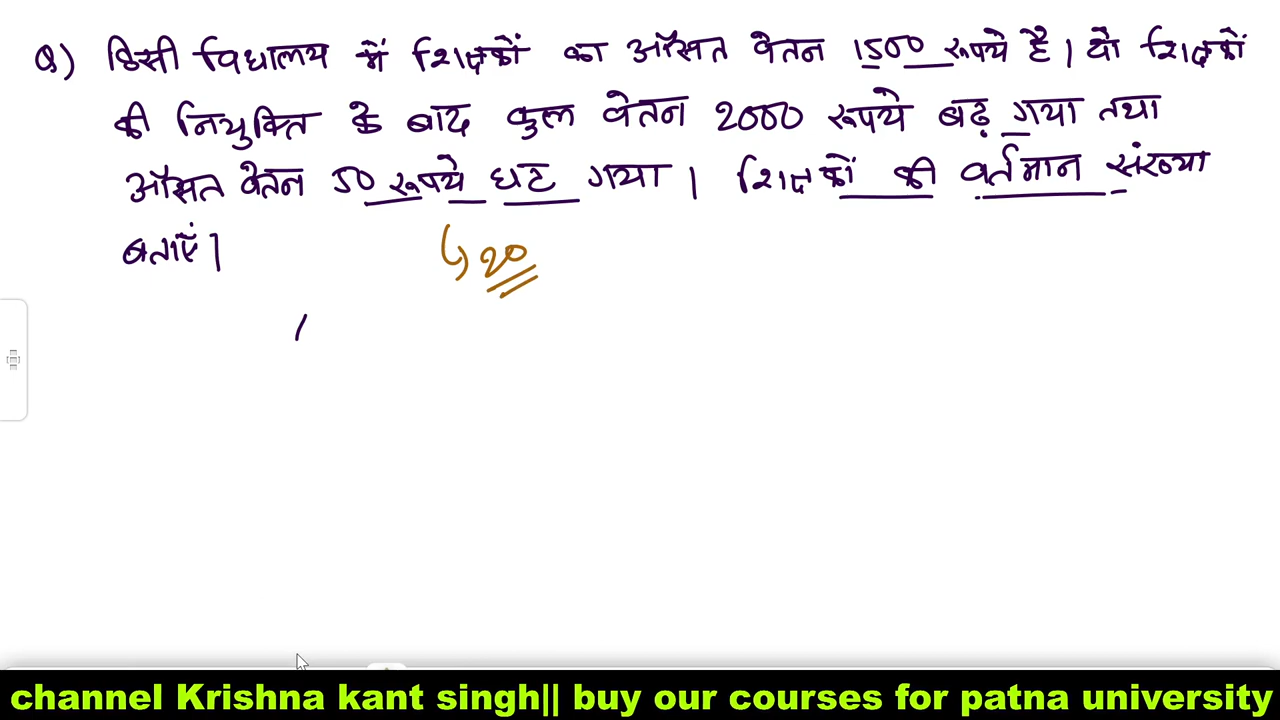 Q) किसी विद्यालय में शिक्षकों का औसत वेतन 1500 रूपये है। दो शिक्षकों
की नियुक्ति के बाद कुल वेतन 2000 रूपये बढ़ गया तथा
औसत वेतन 50 रूपये घट गया। शिक्षकों की वर्तमान संख्या
बताएँ।
20
channel Krishna kant singh|| buy our courses for patna university